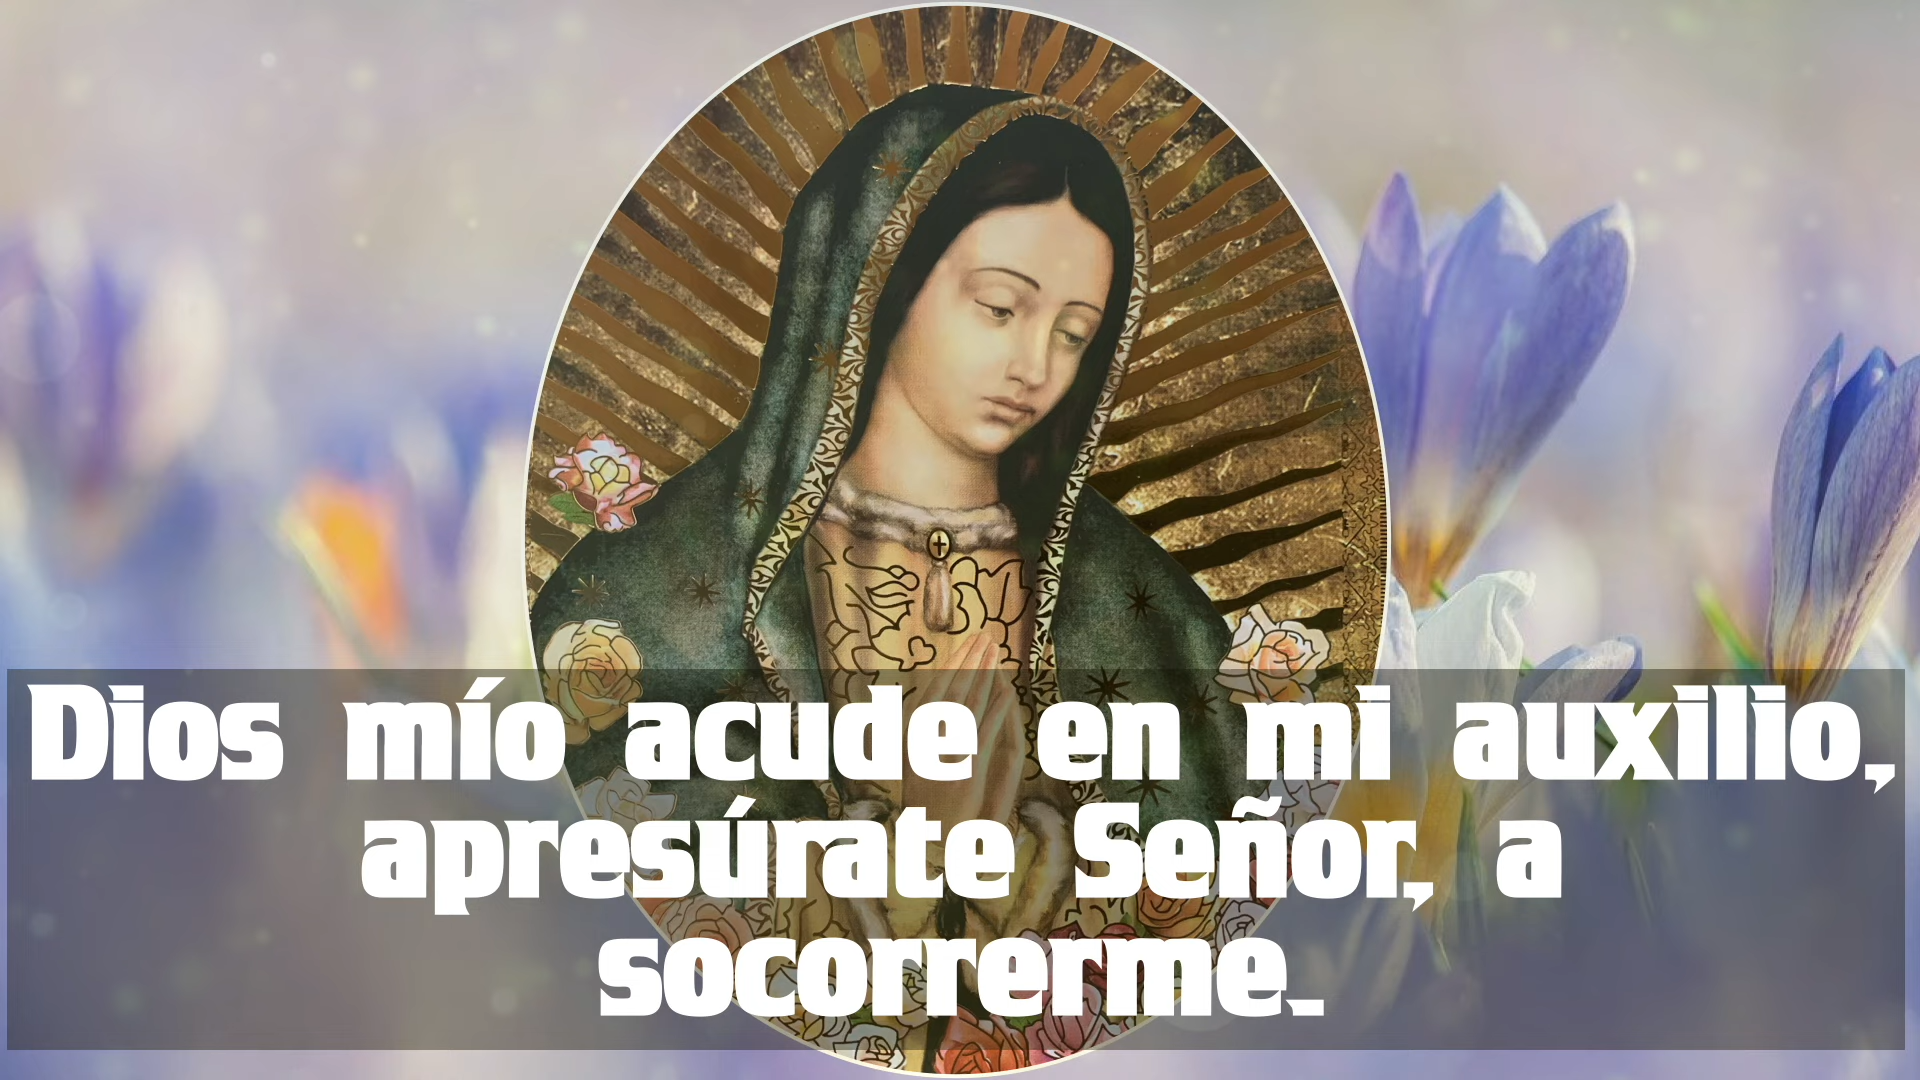 Dios mío acude en mi auxilio,
apresúrate Señor, a
socorrerme.